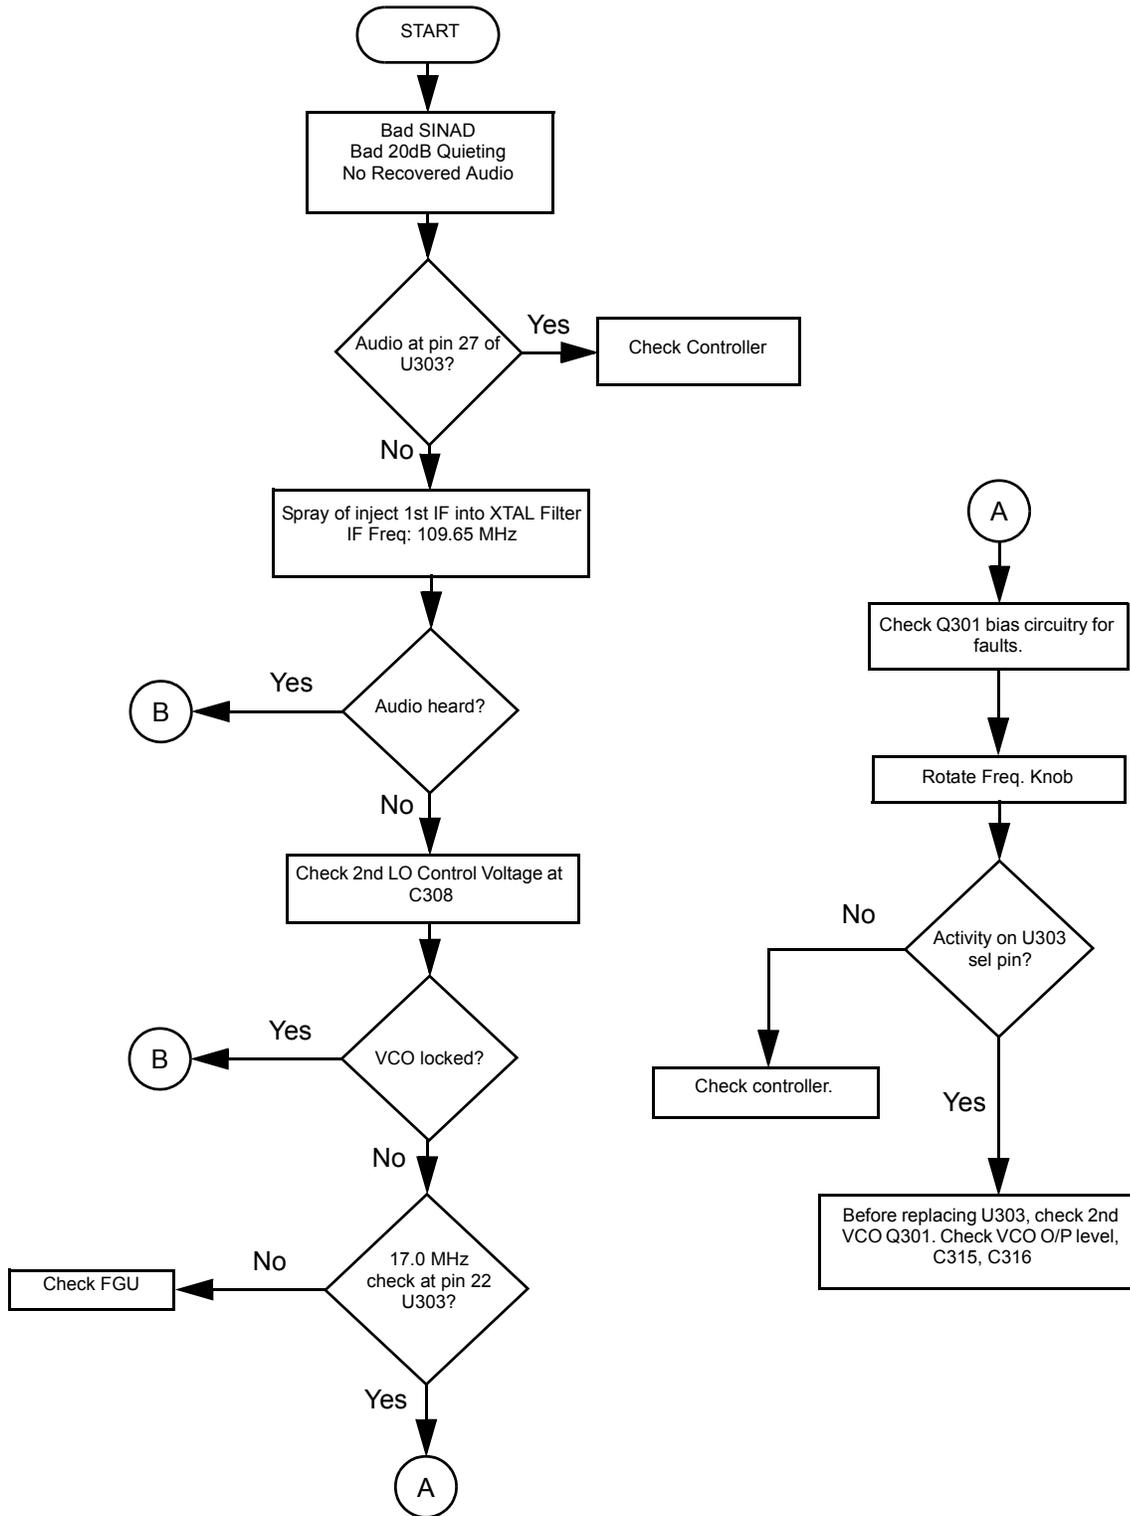 START
Bad SINAD
Bad 20dB Quieting
No Recovered Audio
Audio at pin 27 of
U303?
Yes
Check Controller
No
Spray of inject 1st IF into XTAL Filter
IF Freq: 109.65 MHz
Audio heard?
Yes
B
No
Check 2nd LO Control Voltage at
C308
VCO locked?
Yes
B
No
17.0 MHz
check at pin 22
U303?
No
Check FGU
Yes
A
A
Check Q301 bias circuitry for
faults.
Rotate Freq. Knob
Activity on U303
sel pin?
No
Check controller.
Yes
Before replacing U303, check 2nd
VCO Q301. Check VCO O/P level,
C315, C316